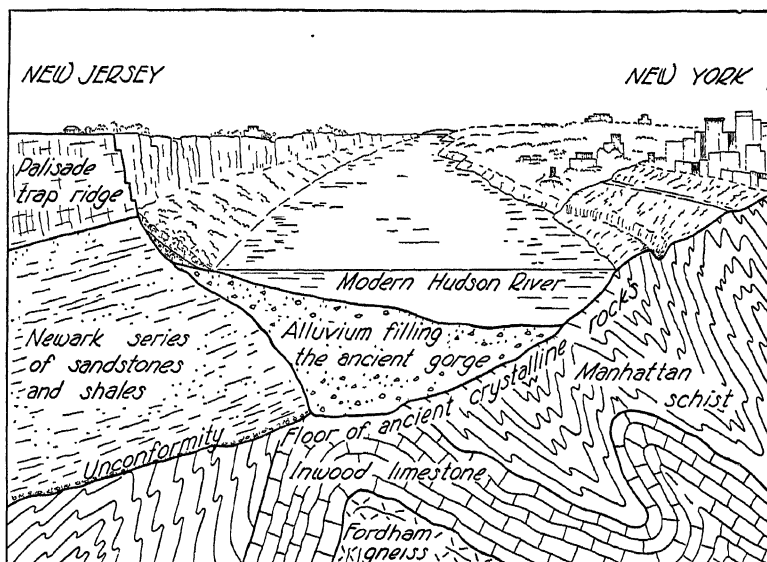 NEW JERSEY
NEW YORK
Palisade
trap ridge
Modern Hudson River
Newark series
of sandstones
and shales
Alluvium filling
the ancient gorge
Floor of ancient crystalline rocks
Manhattan
schist
Unconformity
Inwood limestone
Fordham
gneiss